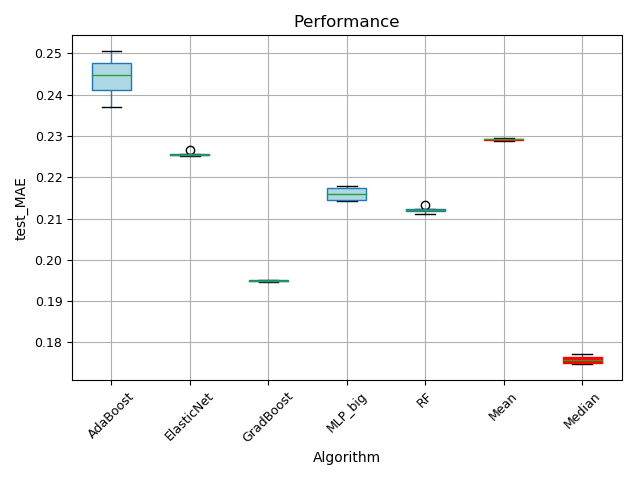 Performance
test_MAE
0.25
0.24
0.23
0.22
0.21
0.20
0.19
0.18
AdaBoost
ElasticNet
GradBoost
MLP_big
RF
Mean
Median
Algorithm